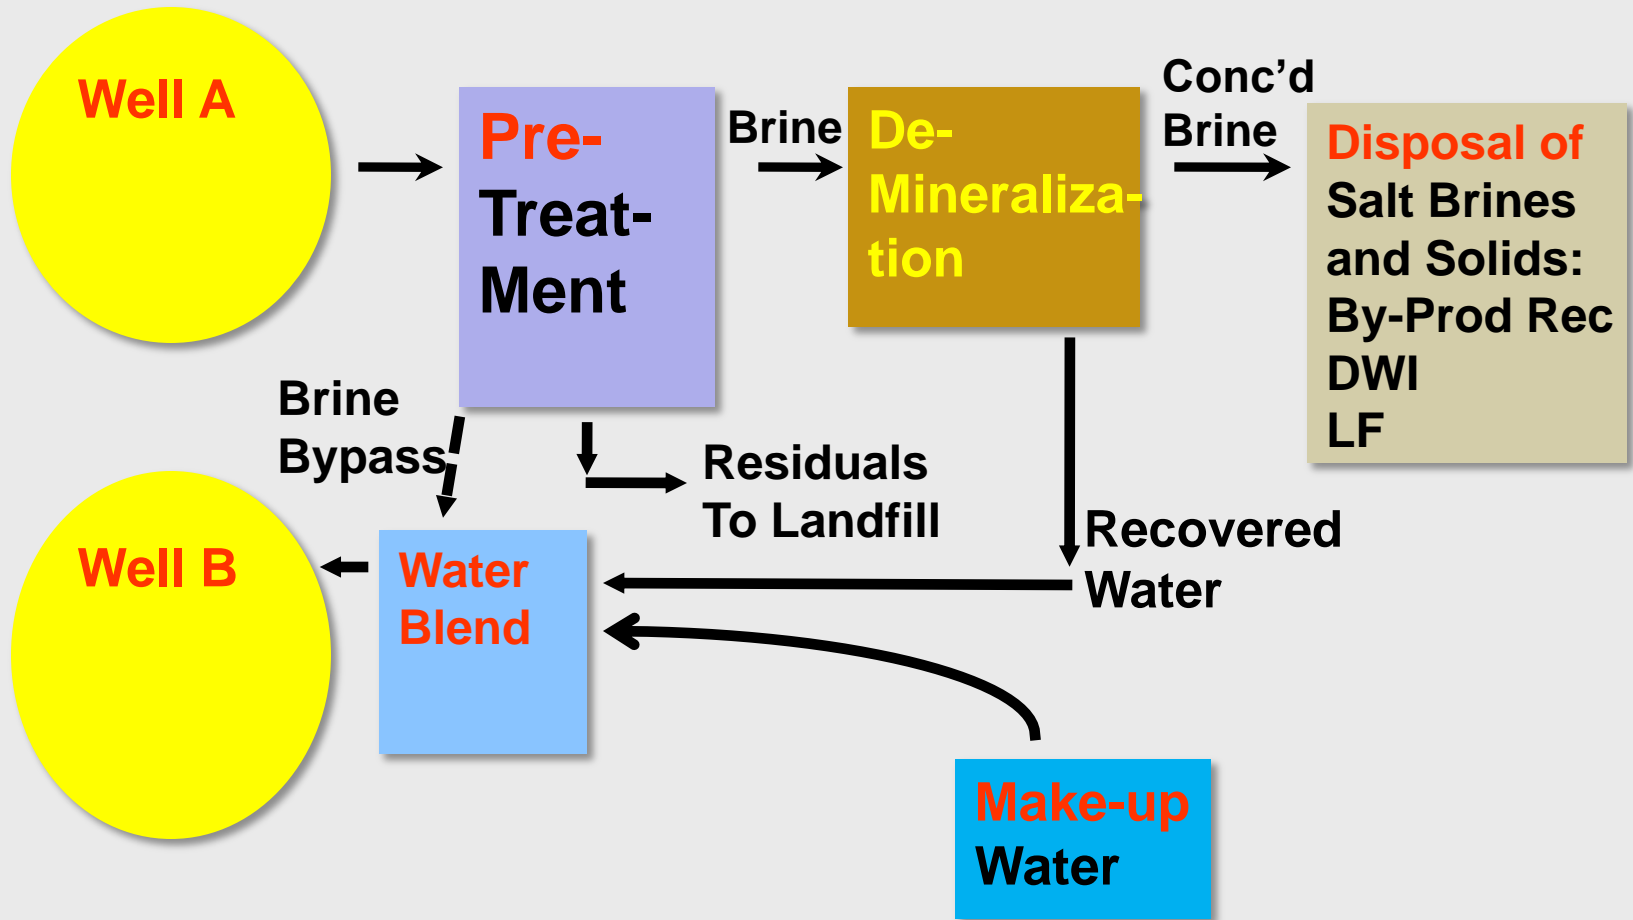 Well A
Pre-
Treat-
Ment
Brine
De-
Mineraliza-
tion
Conc’d
Brine
Disposal of
Salt Brines
and Solids:
By-Prod Rec
DWI
LF
Brine
Bypass
Residuals
To Landfill
Recovered
Water
Well B
Water
Blend
Make-up
Water